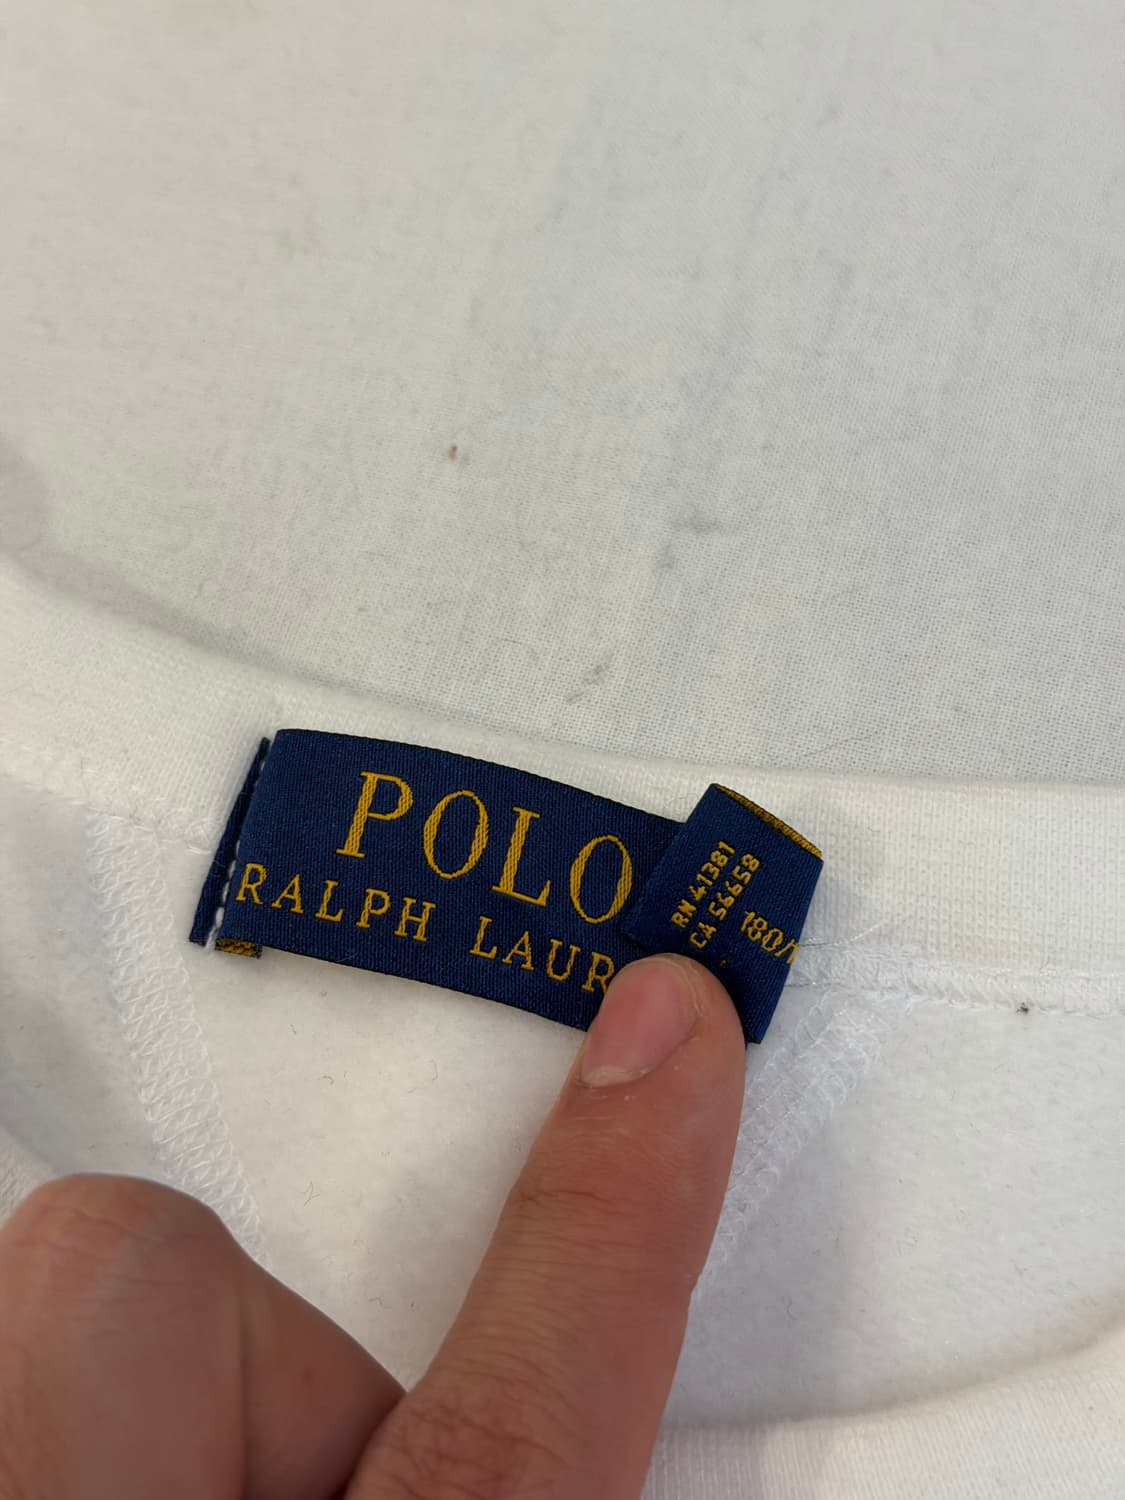 POLO
RALPH LAUR
RN 41381
CA 56658
180/